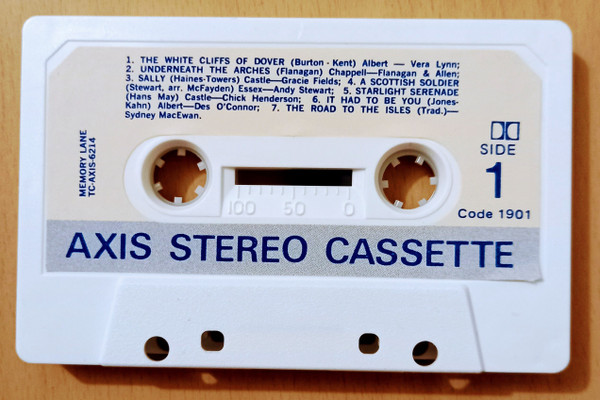 1. THE WHITE CLIFFS OF DOVER (Burton - Kent) Albert — Vera Lynn;
2. UNDERNEATH THE ARCHES (Flanagan) Chappell—Flanagan & Allen;
3. SALLY (Haines-Towers) Castle—Gracie Fields; 4. A SCOTTISH SOLDIER
(Stewart, arr. McFayden) Essex—Andy Stewart; 5. STARLIGHT SERENADE
(Hans May) Castle—Chick Henderson; 6. IT HAD TO BE YOU (Jones-
Kahn) Albert—Des O'Connor; 7. THE ROAD TO THE ISLES (Trad.)—
Sydney MacEwan.
MEMORY LANE
TC-AXIS-6214
SIDE
1
Code 1901
100 50 0
AXIS STEREO CASSETTE